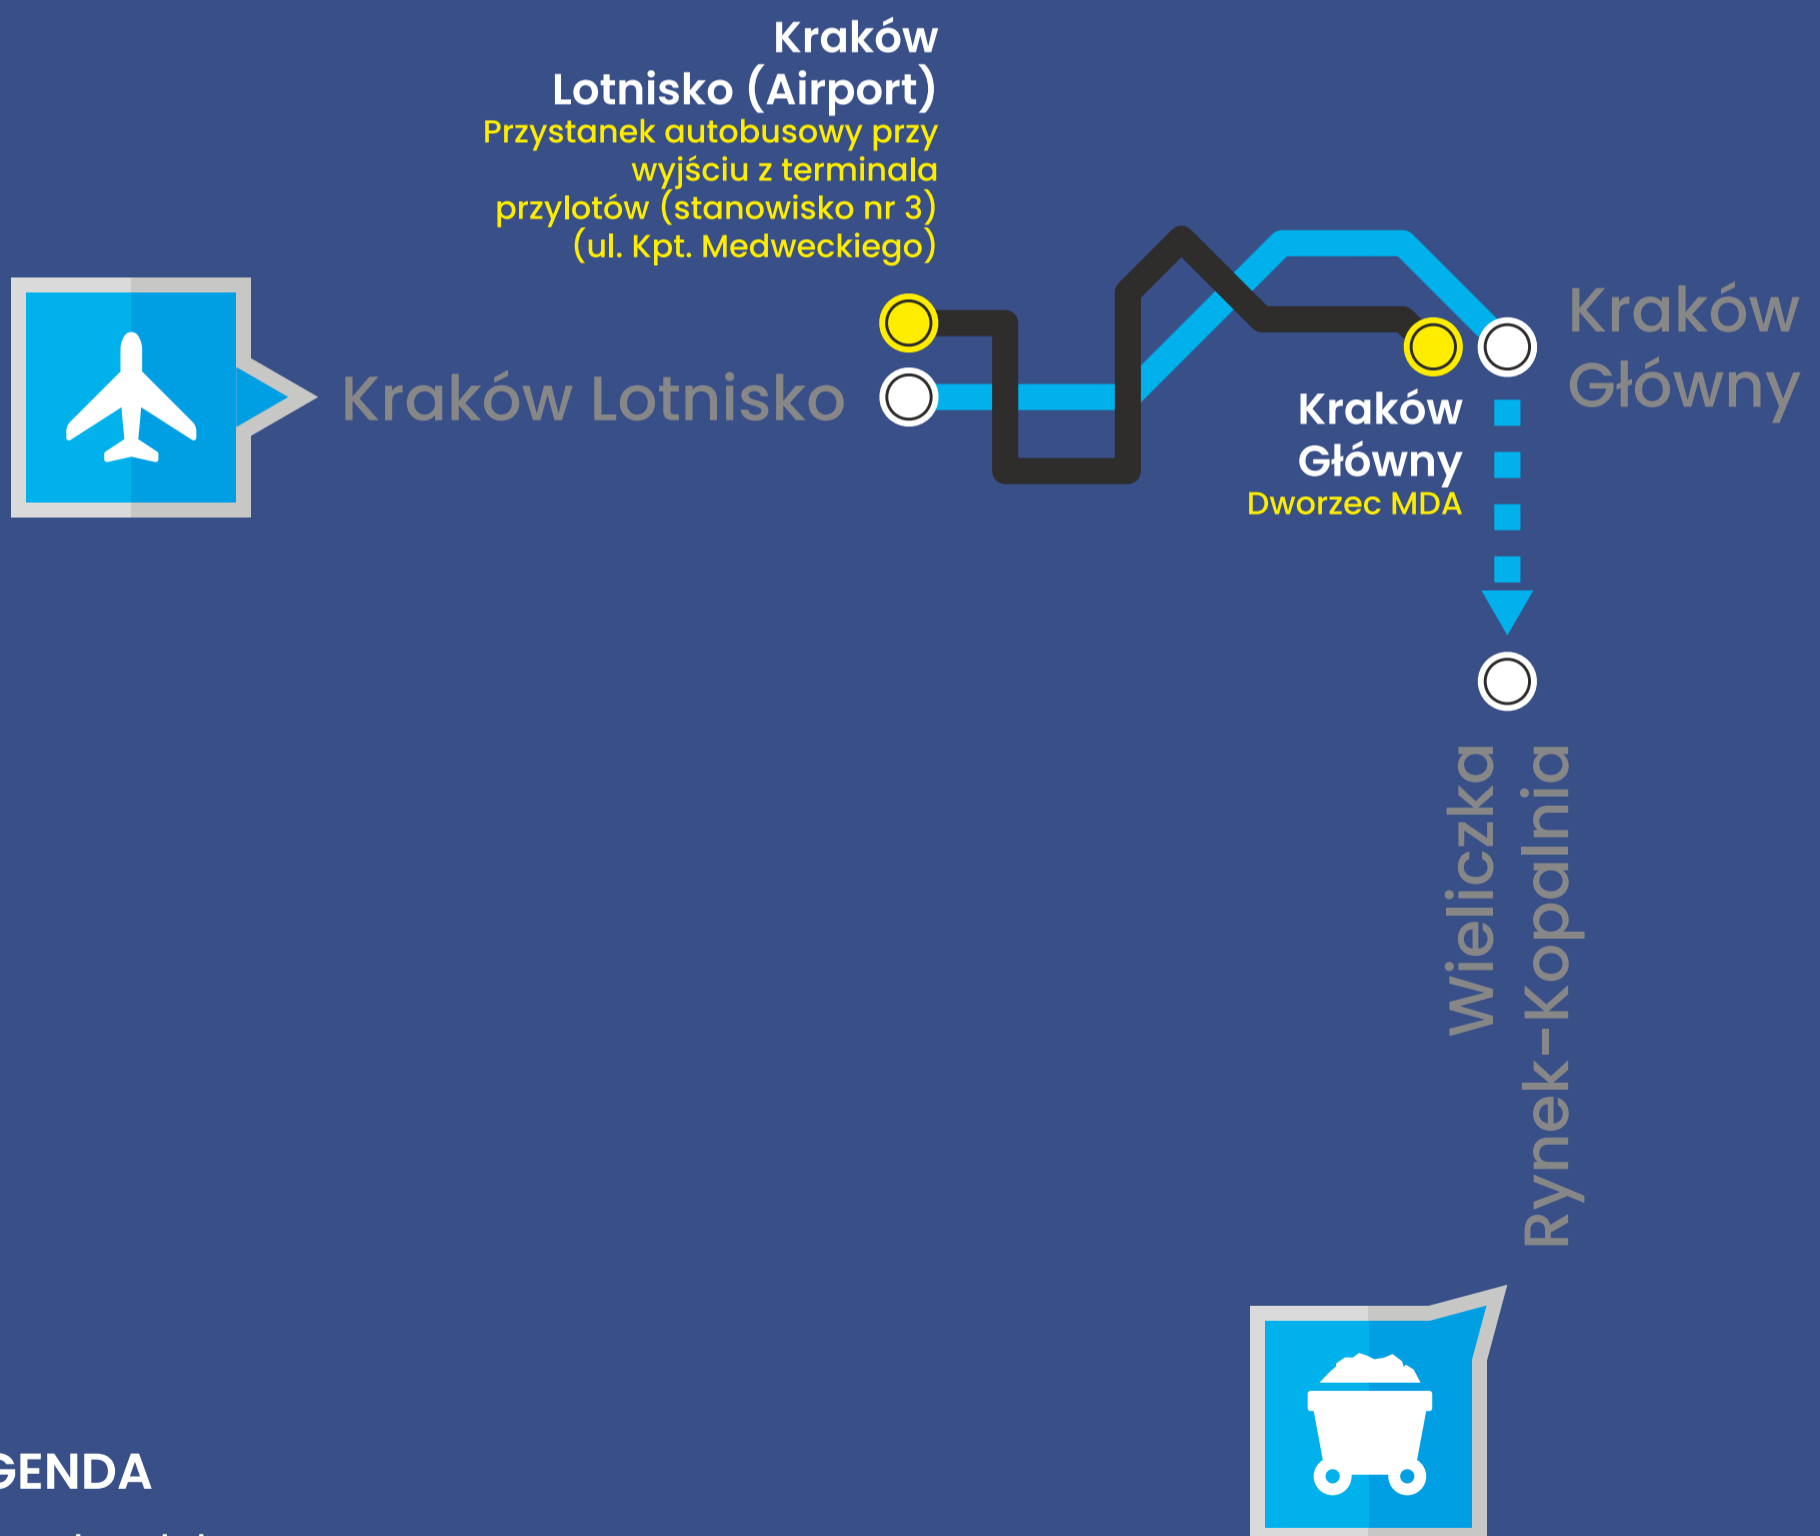 Kraków
Lotnisko (Airport)
Przystanek autobusowy przy
wyjściu z terminala
przylotów (stanowisko nr 3)
(ul. Kpt. Medweckiego)
Kraków Lotnisko
Kraków
Główny
Kraków
Główny
Dworzec MDA
Wieliczka
Rynek-Kopalnia
GENDA